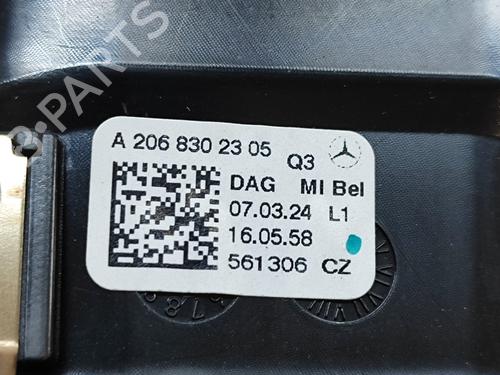 B-PARTS
A 206 830 23 05 Q3
DAG MI Bel
07.03.24 L1
16.05.58
561306 CZ